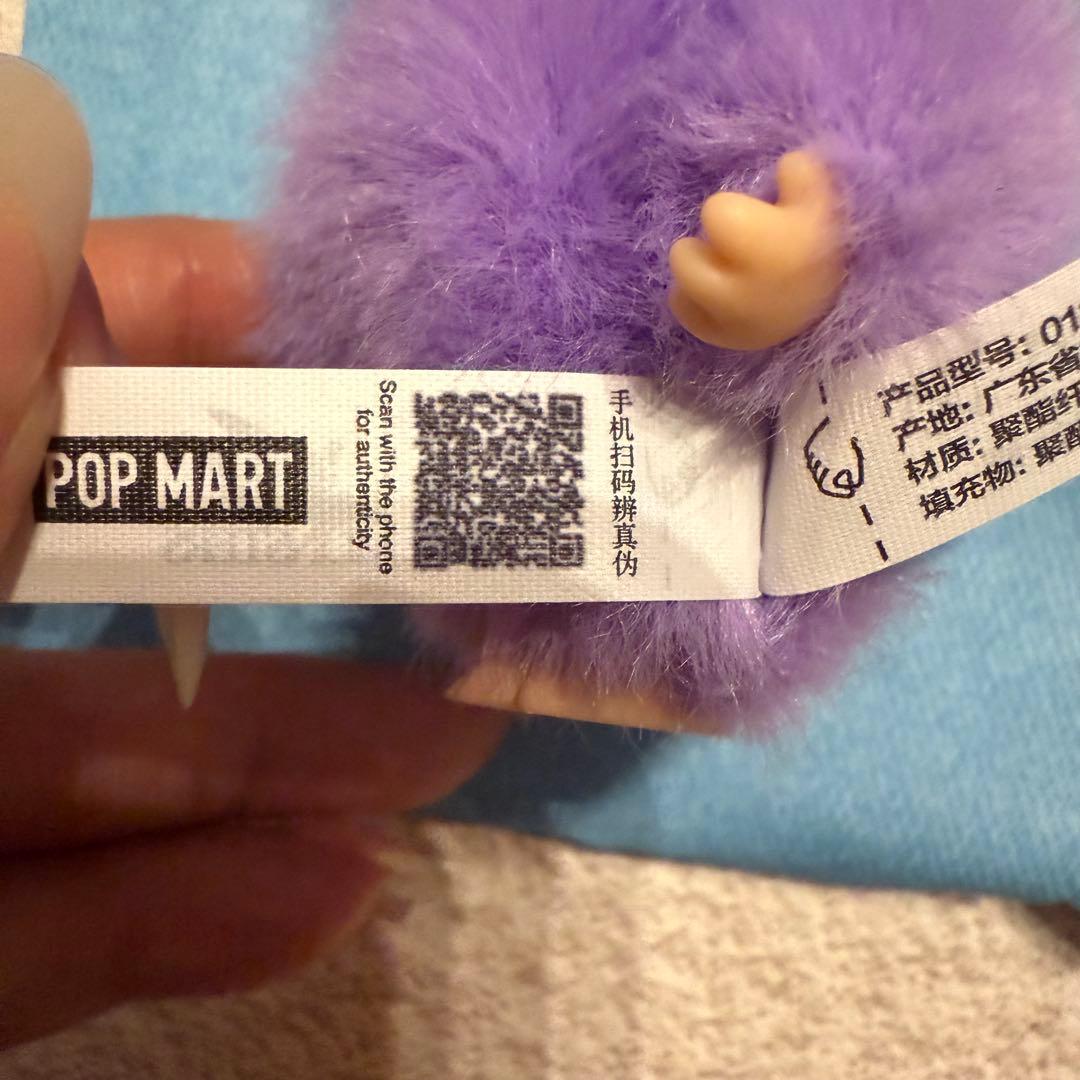 POP MART
Scan with the phone
for authenticity
手机扫码辨真伪
产品型号: 01
产地: 广东省
材质: 聚酯纤
填充物: 聚酯